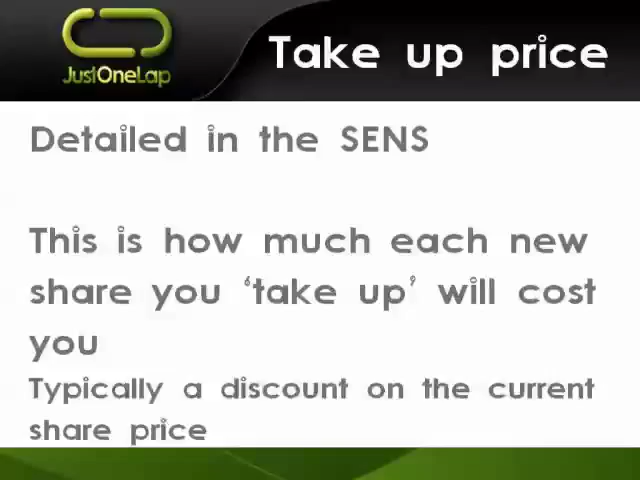 JustOneLap
Take up price
Detailed in the SENS
This is how much each new
share you ‘take up’ will cost
you
Typically a discount on the current
share price